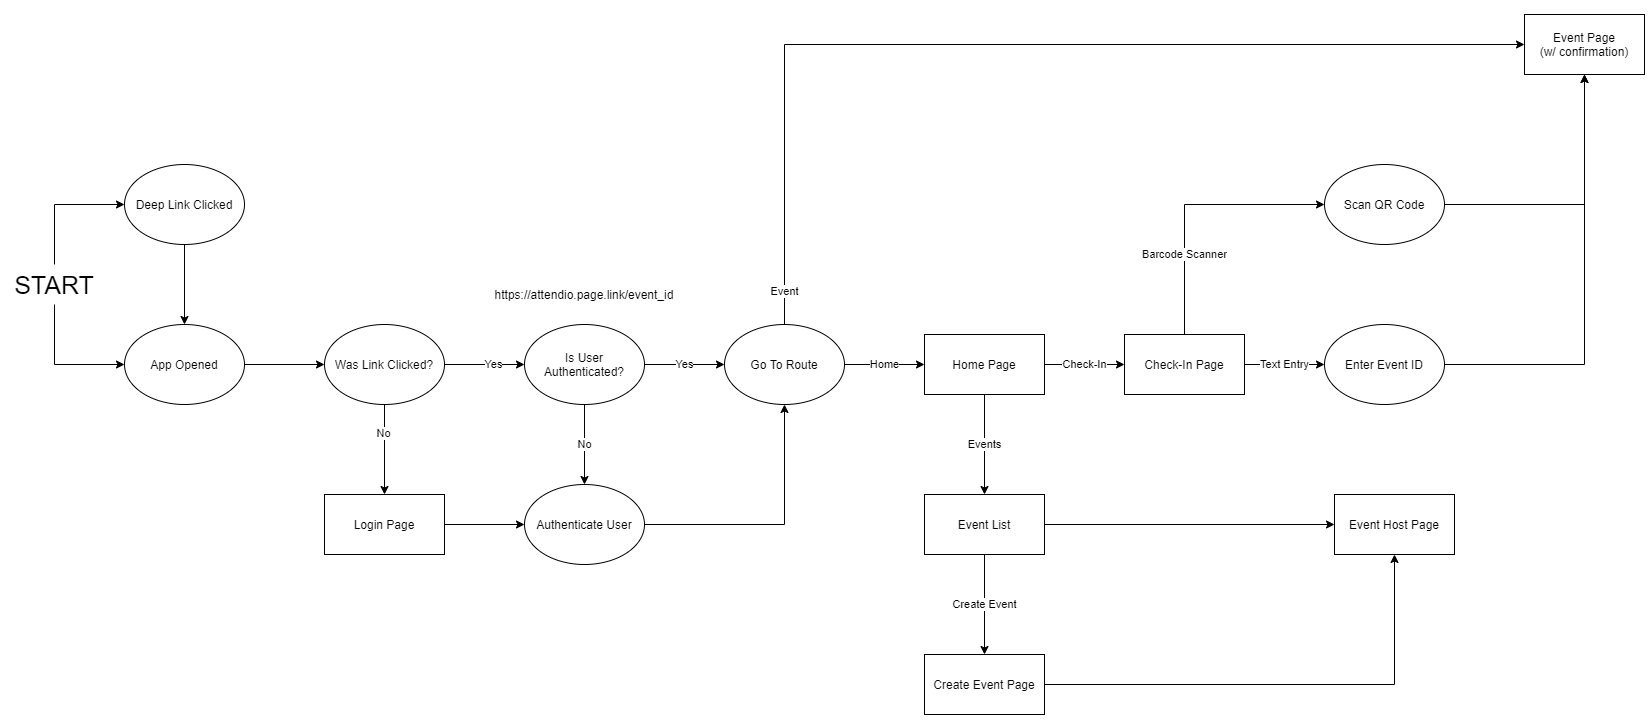 Event Page
(w/ confirmation)
Deep Link Clicked
Scan QR Code
Barcode Scanner
START
https://attendio.page.link/event_id
Event
App Opened
Was Link Clicked?
Yes
Is User
Authenticated?
Yes
Go To Route
Home
Home Page
Check-In
Check-In Page
Text Entry
Enter Event ID
No
No
Events
Login Page
Authenticate User
Event List
Event Host Page
Create Event
Create Event Page